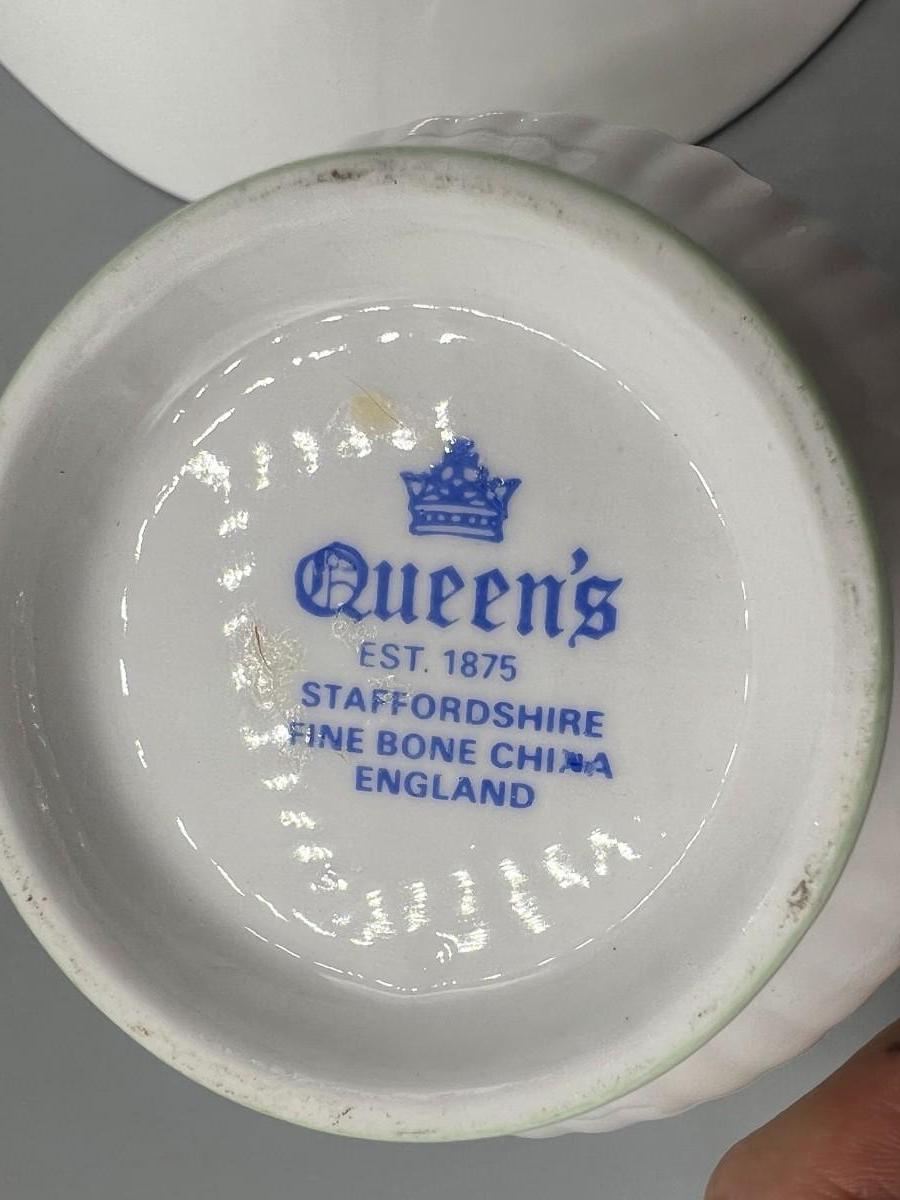 Queen's
EST. 1875
STAFFORDSHIRE
FINE BONE CHINA
ENGLAND